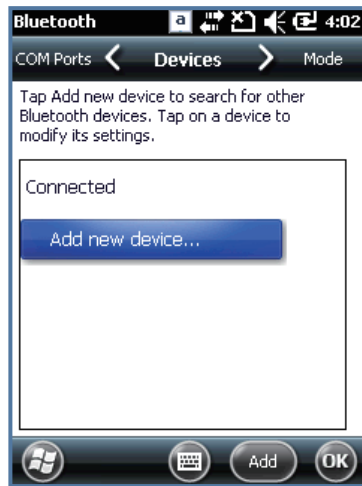 Bluetooth a 4:02
COM Ports Devices Mode
Tap Add new device to search for other
Bluetooth devices. Tap on a device to
modify its settings.
Connected
Add new device...
Add OK